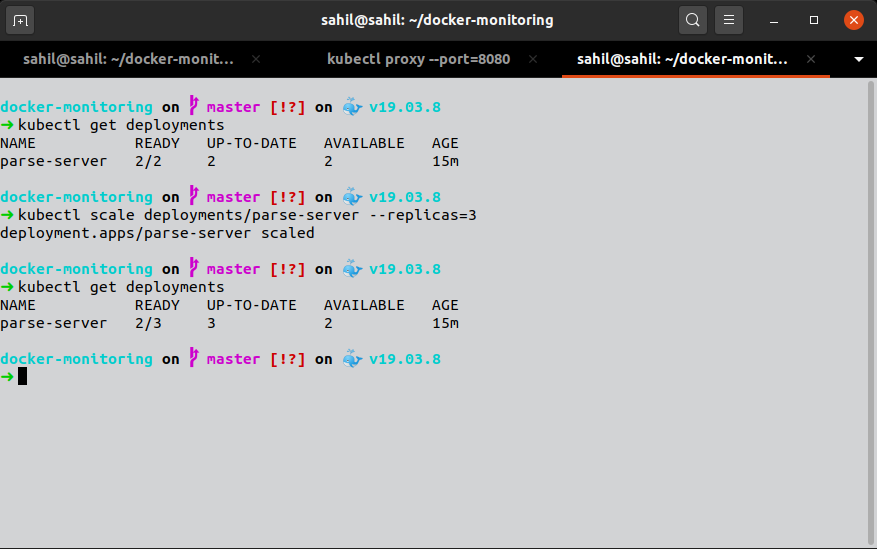 sahil@sahil: ~/docker-monitoring
sahil@sahil: ~/docker-monit... kubectl proxy --port=8080 sahil@sahil: ~/docker-monit...
docker-monitoring on master [!?] on 🐳 v19.03.8
➜ kubectl get deployments
NAME READY UP-TO-DATE AVAILABLE AGE
parse-server 2/2 2 2 15m
docker-monitoring on master [!?] on 🐳 v19.03.8
➜ kubectl scale deployments/parse-server --replicas=3
deployment.apps/parse-server scaled
docker-monitoring on master [!?] on 🐳 v19.03.8
➜ kubectl get deployments
NAME READY UP-TO-DATE AVAILABLE AGE
parse-server 2/3 3 2 15m
docker-monitoring on master [!?] on 🐳 v19.03.8
➜